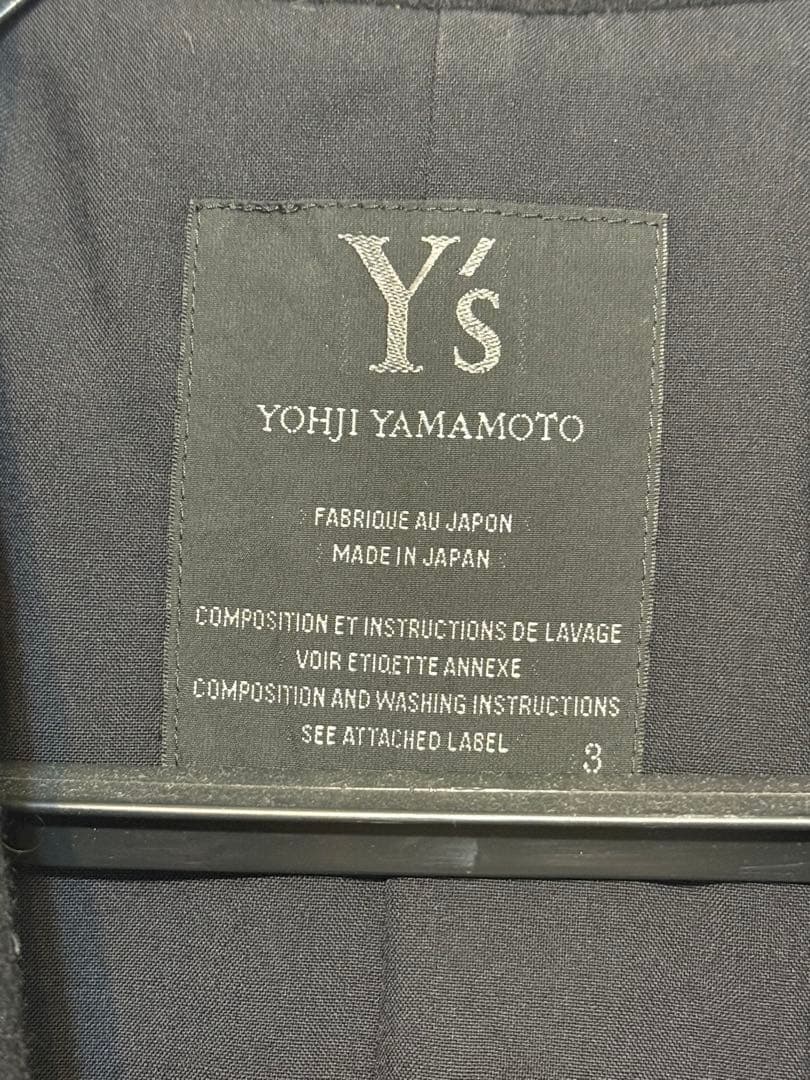 Y's
YOHJI YAMAMOTO
FABRIQUE AU JAPON
MADE IN JAPAN
COMPOSITION ET INSTRUCTIONS DE LAVAGE
VOIR ETIQETTE ANNEXE
COMPOSITION AND WASHING INSTRUCTIONS
SEE ATTACHED LABEL
3